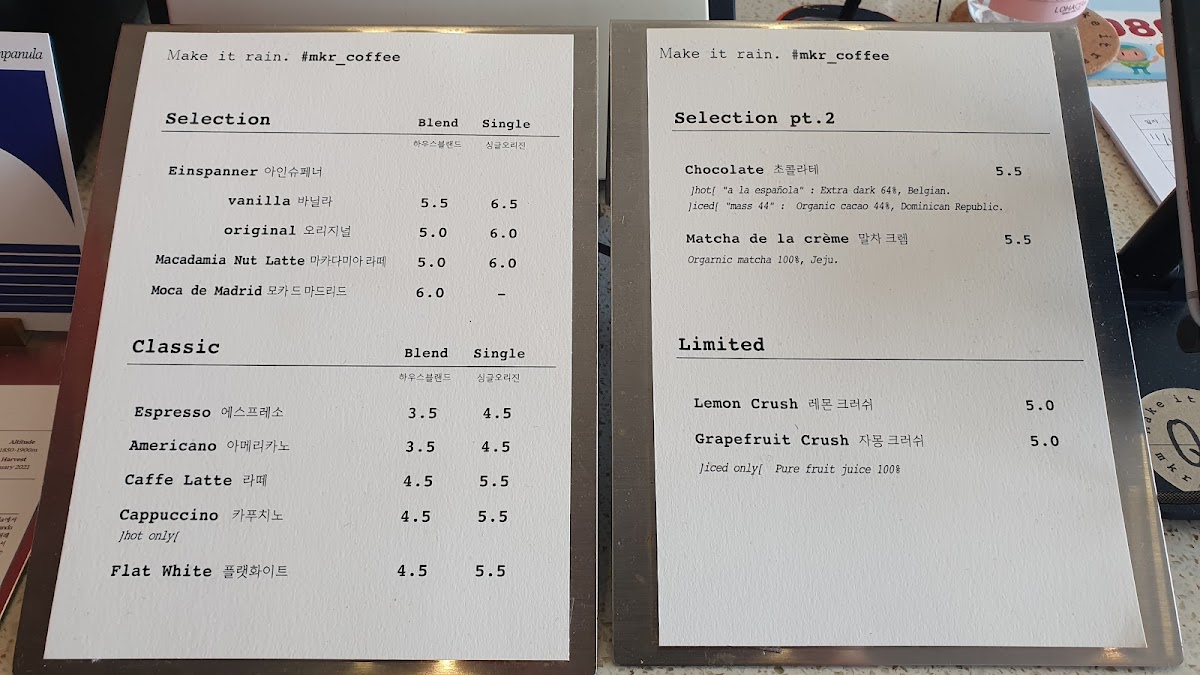 Make it rain. #mkr_coffee
Selection Blend Single
하우스블랜드 싱글오리진
Einspanner 아인슈페너
vanilla 바닐라 5.5 6.5
original 오리지널 5.0 6.0
Macadamia Nut Latte 마카다미아 라떼 5.0 6.0
Moca de Madrid 모카 드 마드리드 6.0 -
Classic Blend Single
하우스블랜드 싱글오리진
Espresso 에스프레소 3.5 4.5
Americano 아메리카노 3.5 4.5
Caffe Latte 라떼 4.5 5.5
Cappuccino 카푸치노 4.5 5.5
]hot only[
Flat White 플랫화이트 4.5 5.5
Make it rain. #mkr_coffee
Selection pt.2
Chocolate 초콜라테 5.5
]hot[ "a la española" : Extra dark 64%, Belgian.
]iced[ "mass 44" : Organic cacao 44%, Dominican Republic.
Matcha de la crème 말차 크렘 5.5
Orgarnic matcha 100%, Jeju.
Limited
Lemon Crush 레몬 크러쉬 5.0
Grapefruit Crush 자몽 크러쉬 5.0
]iced only[ Pure fruit juice 100%
Altitude
Harvest